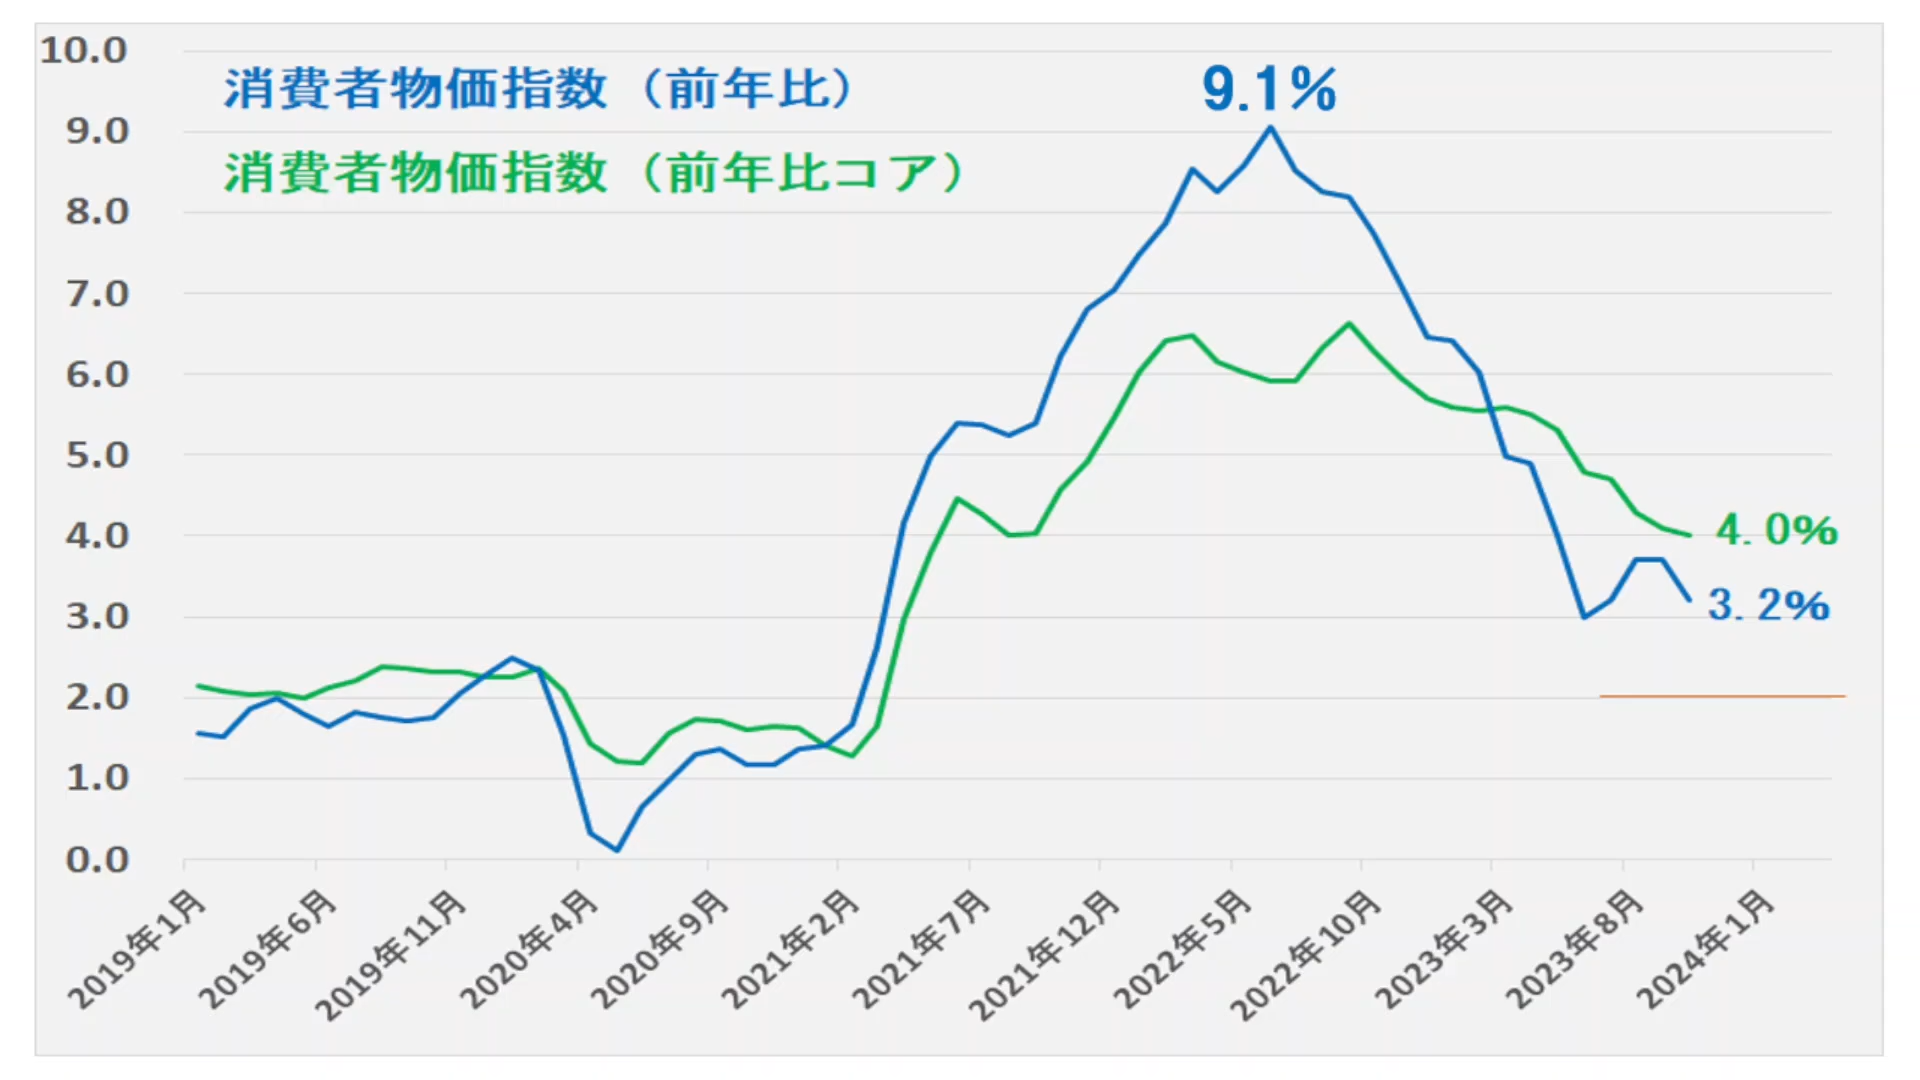 10.0
消費者物価指数（前年比）
9.1%
9.0
消費者物価指数（前年比コア）
8.0
7.0
6.0
5.0
4.0
4.0%
3.0
3.2%
2.0
1.0
0.0
2019年1月
2019年6月
2019年11月
2020年4月
2020年9月
2021年2月
2021年7月
2021年12月
2022年5月
2022年10月
2023年3月
2023年8月
2024年1月